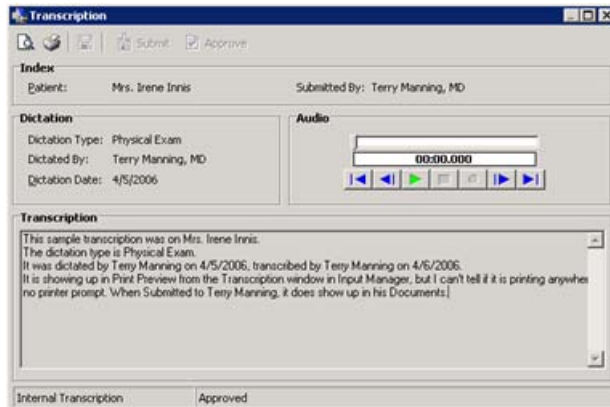 Transcription
Submit Approve
Index
Patient: Mrs. Irene Innis Submitted By: Terry Manning, MD
Dictation
Dictation Type: Physical Exam
Dictated By: Terry Manning, MD
Dictation Date: 4/5/2006
Audio
00:00.000
Transcription
This sample transcription was on Mrs. Irene Innis.
The dictation type is Physical Exam.
It was dictated by Terry Manning on 4/5/2006, transcribed by Terry Manning on 4/6/2006.
It is showing up in Print Preview from the Transcription window in Input Manager, but I can't tell if it is printing anywhe
no printer prompt. When Submitted to Terry Manning, it does show up in his Documents.
Internal Transcription Approved